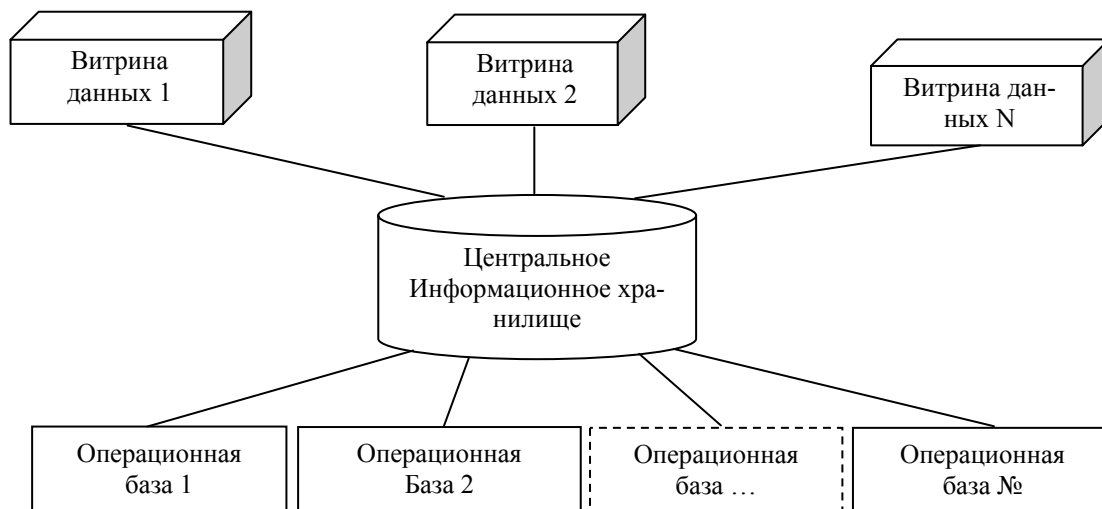 Витрина
данных 1
Витрина
данных 2
Витрина дан-
ных N
Центральное
Информационное хра-
нилище
Операционная
база 1
Операционная
База 2
Операционная
база …
Операционная
база №